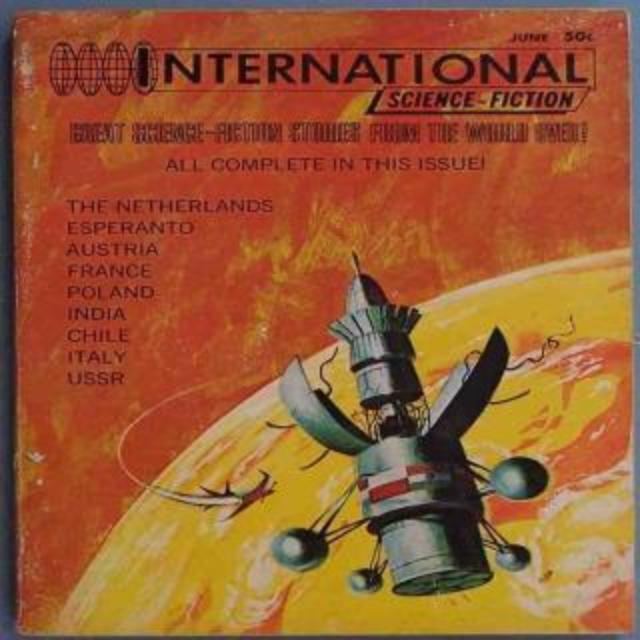 JUNE 50¢
INTERNATIONAL
SCIENCE-FICTION
GREAT SCIENCE-FICTION STORIES FROM THE WORLD OVER!
ALL COMPLETE IN THIS ISSUE!
THE NETHERLANDS
ESPERANTO
AUSTRIA
FRANCE
POLAND
INDIA
CHILE
ITALY
USSR